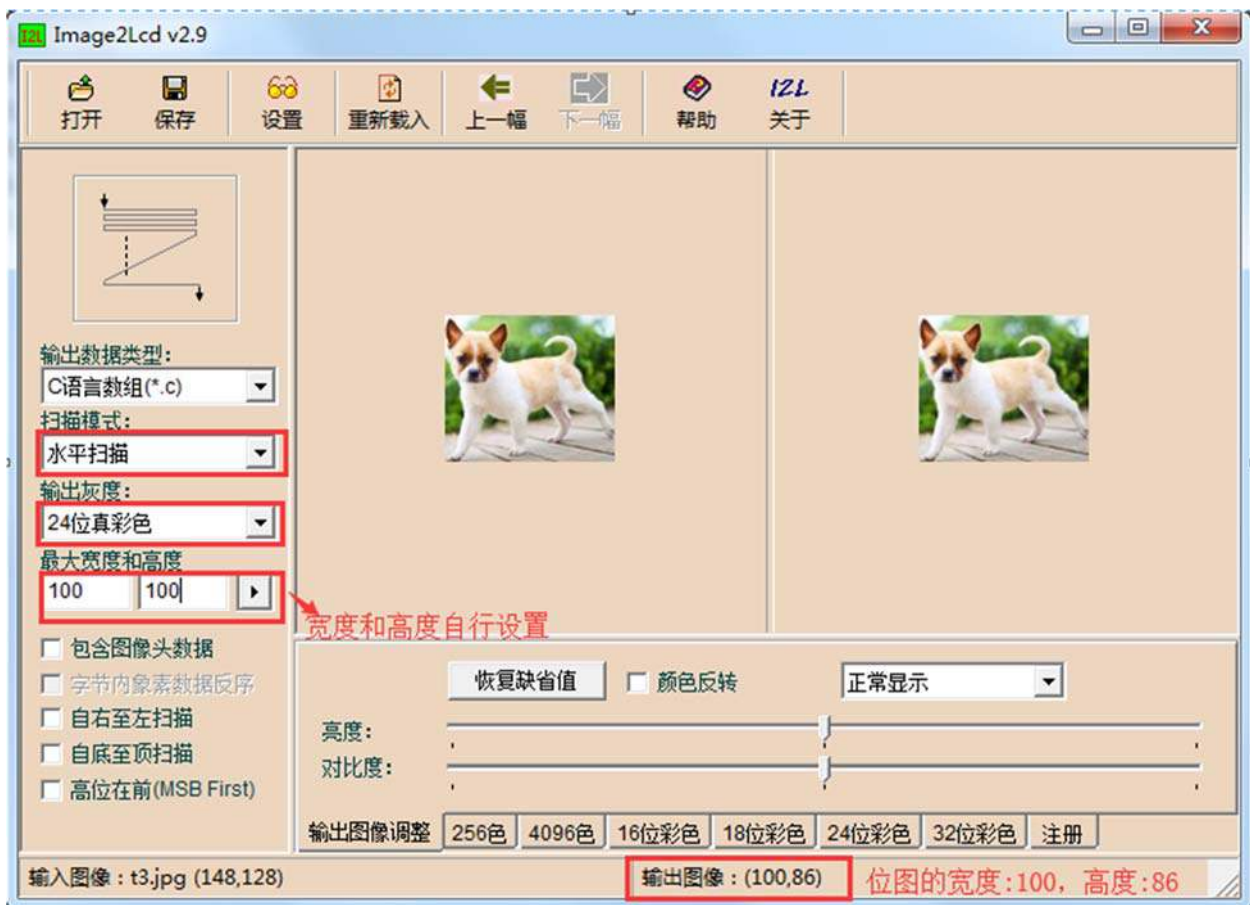 I2L Image2Lcd v2.9
打开 保存 设置 重新载入 上一幅 下一幅 帮助 关于
I2L
输出数据类型:
C语言数组(*.c)
扫描模式:
水平扫描
输出灰度:
24位真彩色
最大宽度和高度
100 100
宽度和高度自行设置
包含图像头数据
字节内象素数据反序
自右至左扫描
自底至顶扫描
高位在前(MSB First)
恢复缺省值 颜色反转 正常显示
亮度:
对比度:
输出图像调整 256色 4096色 16位彩色 18位彩色 24位彩色 32位彩色 注册
输入图像:t3.jpg (148,128) 输出图像:(100,86) 位图的宽度:100,高度:86